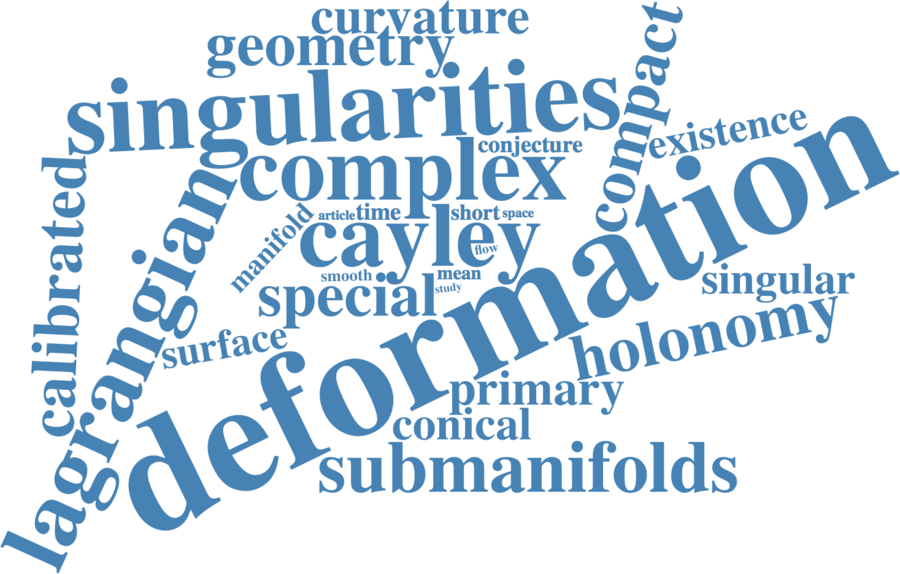 curvature
geometry
compact
singularities
existence
conjecture
complex
deformation
calibrated
lagrangian
article
time
short
space
manifold
cayley
flow
smooth
mean
study
special
singular
surface
holonomy
primary
conical
submanifolds